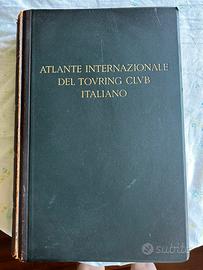 ATLANTE INTERNAZIONALE
DEL TOVRING CLVB
ITALIANO
subito